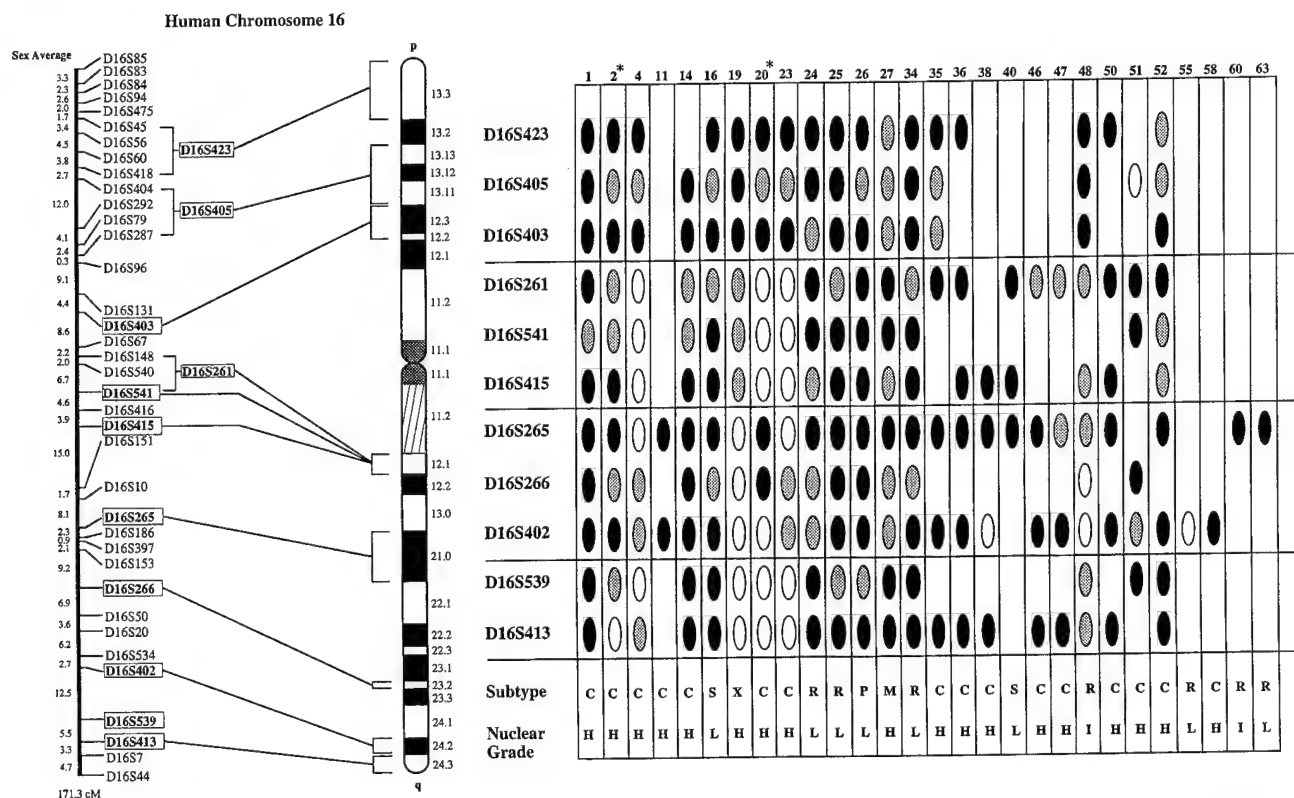 Human Chromosome 16
Sex Average
p
D16S85
D16S83
D16S84
D16S94
D16S475
D16S45
D16S56
D16S60
D16S418
D16S404
D16S292
D16S79
D16S287
D16S96
D16S131
D16S403
D16S67
D16S148
D16S540
D16S541
D16S416
D16S415
D16S151
D16S10
D16S265
D16S186
D16S397
D16S153
D16S266
D16S50
D16S20
D16S534
D16S402
D16S539
D16S413
D16S7
D16S44
3.3
2.3
2.6
2.0
1.7
3.4
4.5
3.8
2.7
12.0
4.1
2.4
0.3
9.1
4.4
8.6
2.2
2.0
6.7
4.6
3.9
15.0
1.7
8.1
2.3
0.9
2.1
9.2
6.9
3.6
6.2
2.7
12.5
5.5
3.3
4.7
171.3 cM
D16S423
D16S405
D16S261
13.3
13.2
13.13
13.12
13.11
12.3
12.2
12.1
11.2
11.1
11.1
11.2
12.1
12.2
13.0
21.0
22.1
22.2
22.3
23.1
23.2
23.3
24.1
24.2
24.3
q
1 2* 4 11 14 16 19 20* 23 24 25 26 27 34 35 36 38 40 46 47 48 50 51 52 55 58 60 63
D16S423
D16S405
D16S403
D16S261
D16S541
D16S415
D16S265
D16S266
D16S402
D16S539
D16S413
Subtype C C C C C S X C C R R P M R C C C S C C R C C C R C R R
Nuclear Grade H H H H H L H H H L L L H L H H H L H H I H H H L H I L